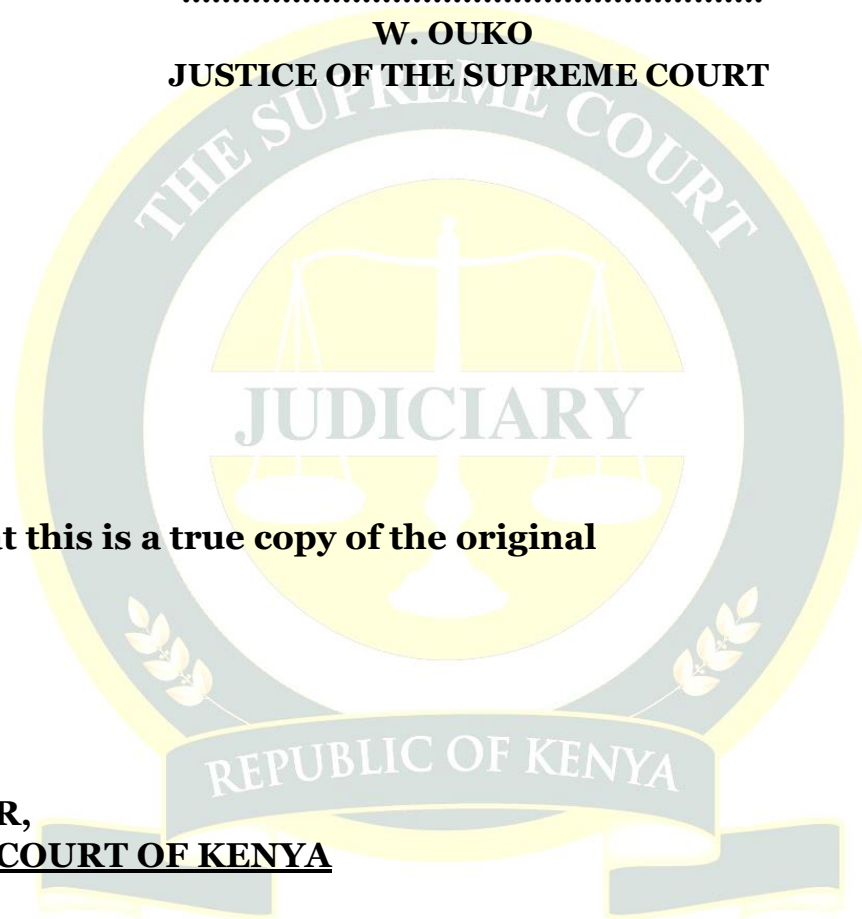 W. OUKO
JUSTICE OF THE SUPREME COURT
THE SUPREME COURT
JUDICIARY
t this is a true copy of the original
REPUBLIC OF KENYA
R,
COURT OF KENYA